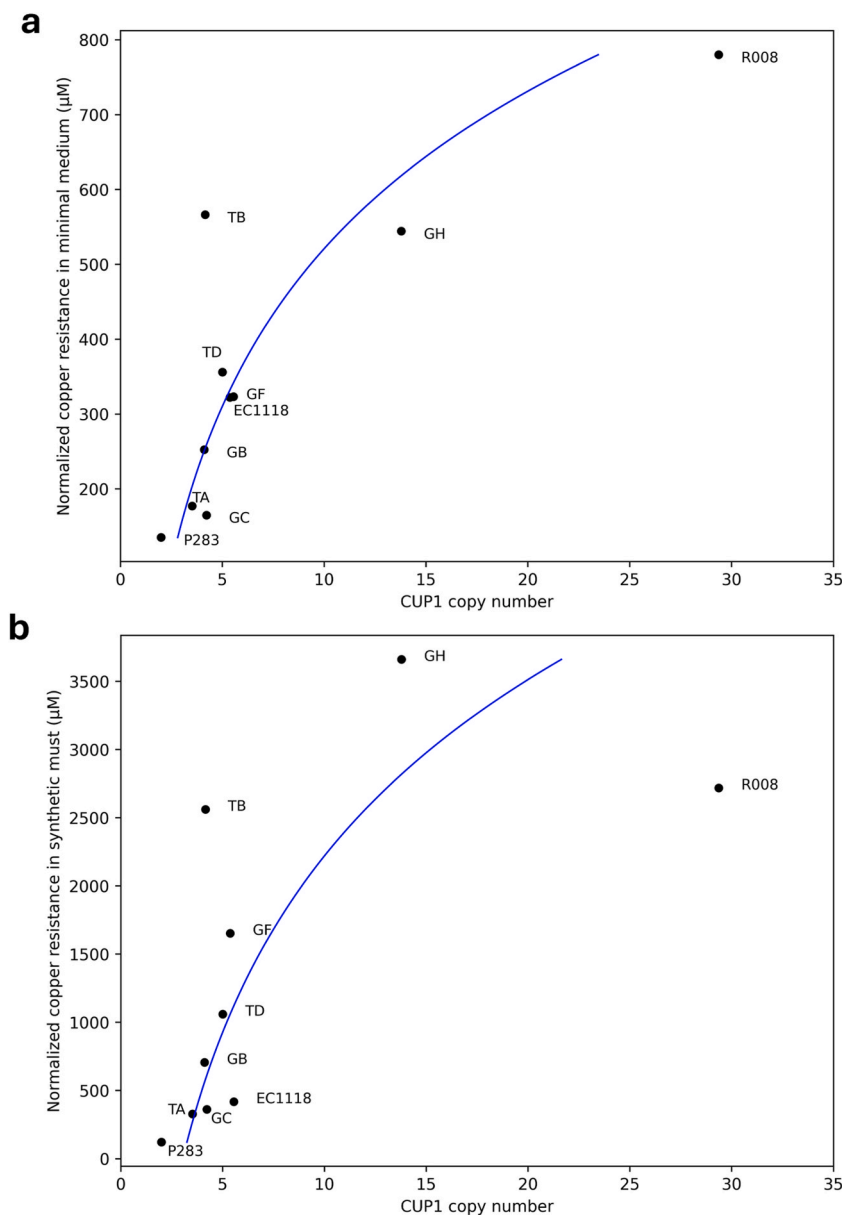 a
Normalized copper resistance in minimal medium (µM)
800
700
600
500
400
300
200
R008
TB
GH
TD
GF
EC1118
GB
TA
GC
P283
0 5 10 15 20 25 30 35
CUP1 copy number
b
Normalized copper resistance in synthetic must (µM)
3500
3000
2500
2000
1500
1000
500
0
GH
R008
TB
GF
TD
GB
EC1118
TA
GC
P283
0 5 10 15 20 25 30 35
CUP1 copy number